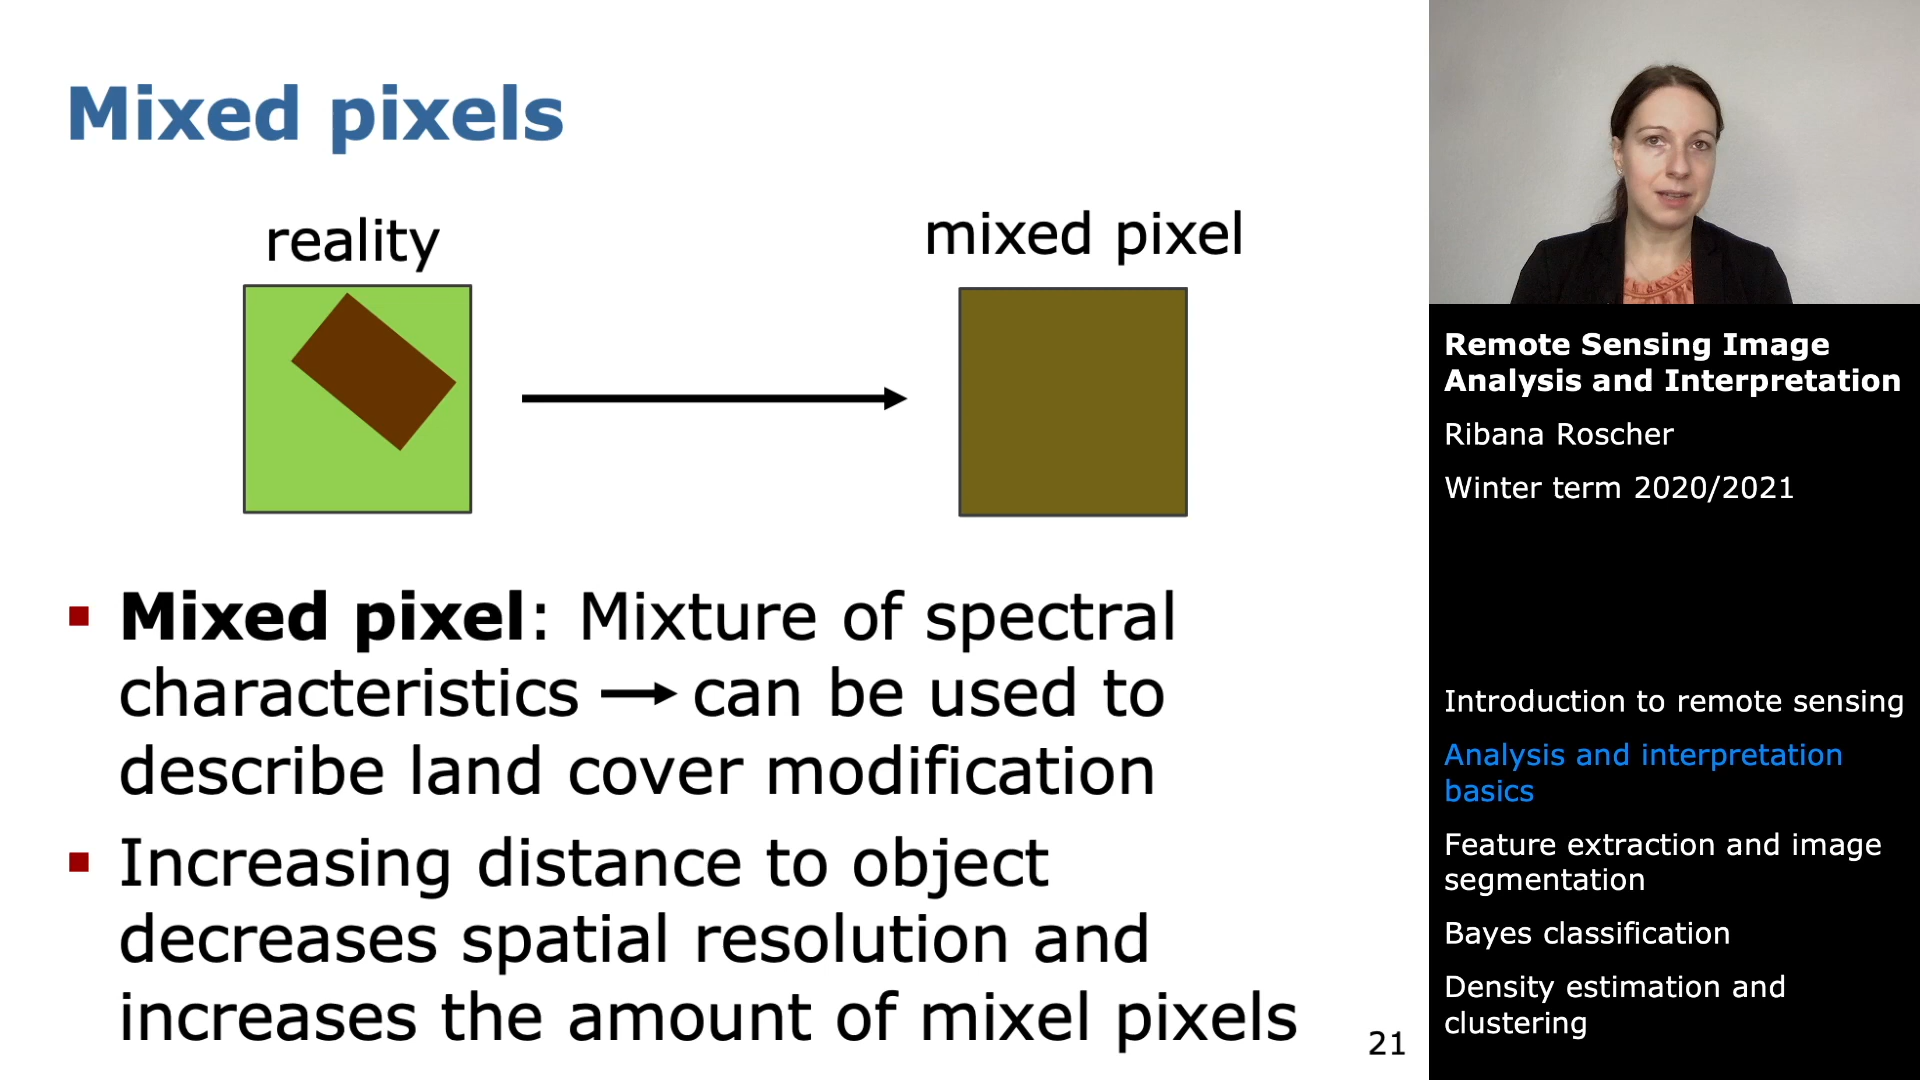 Mixed pixels
reality
mixed pixel
▪ Mixed pixel: Mixture of spectral
characteristics → can be used to
describe land cover modification
▪ Increasing distance to object
decreases spatial resolution and
increases the amount of mixel pixels
21
Remote Sensing Image
Analysis and Interpretation
Ribana Roscher
Winter term 2020/2021
Introduction to remote sensing
Analysis and interpretation
basics
Feature extraction and image
segmentation
Bayes classification
Density estimation and
clustering